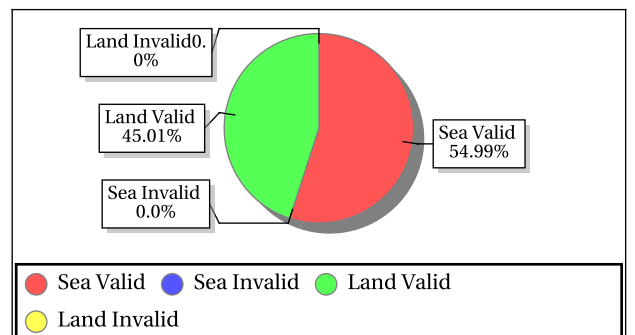 Land Invalid0.
0%
Land Valid
45.01%
Sea Valid
54.99%
Sea Invalid
0.0%
Sea Valid
Sea Invalid
Land Valid
Land Invalid